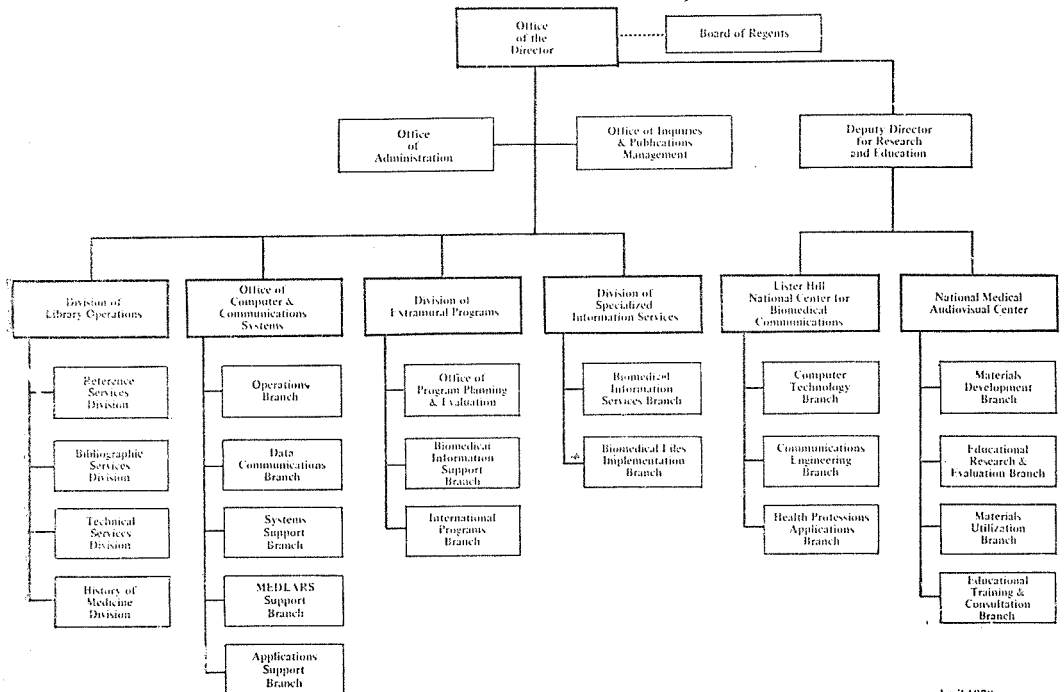 Office
of the
Director
Board of Regents
Office
of
Administration
Office of Inquiries
& Publications
Management
Deputy Director
for Research
and Education
Division of
Library Operations
Office of
Computer &
Communications
Systems
Division of
Extramural Programs
Division of
Specialized
Information Services
Lister Hill
National Center for
Biomedical
Communications
National Medical
Audiovisual Center
Reference
Services
Division
Bibliographic
Services
Division
Technical
Services
Division
History of
Medicine
Division
Operations
Branch
Data
Communications
Branch
Systems
Support
Branch
MEDLARS
Support
Branch
Applications
Support
Branch
Office of
Program Planning
& Evaluation
Biomedical
Information
Support
Branch
International
Programs
Branch
Biomedical
Information
Services Branch
Biomedical Files
Implementation
Branch
Computer
Technology
Branch
Communications
Engineering
Branch
Health Professions
Applications
Branch
Materials
Development
Branch
Educational
Research &
Evaluation Branch
Materials
Utilization
Branch
Educational
Training &
Consultation
Branch